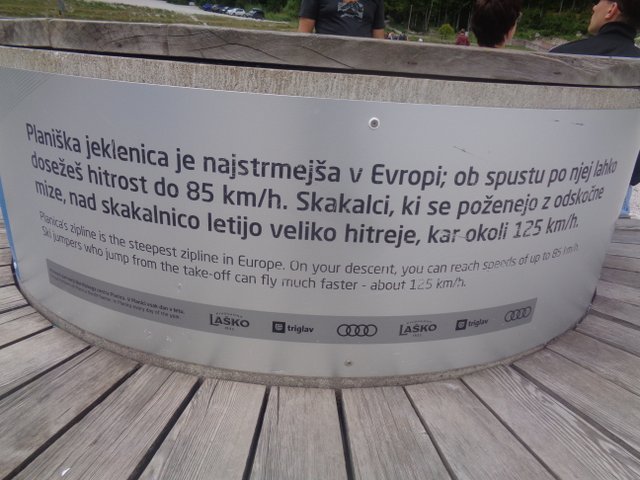 Planiška jeklenica je najstrmejša v Evropi; ob spustu po njej lahko
dosežeš hitrost do 85 km/h. Skakalci, ki se poženejo z odskočne
mize, nad skakalnico letijo veliko hitreje, kar okoli 125 km/h.
Planica's zipline is the steepest zipline in Europe. On your descent, you can reach speeds of up to 85 km/h.
Ski jumpers who jump from the take-off can fly much faster - about 125 km/h.
LAŠKO triglav LAŠKO triglav